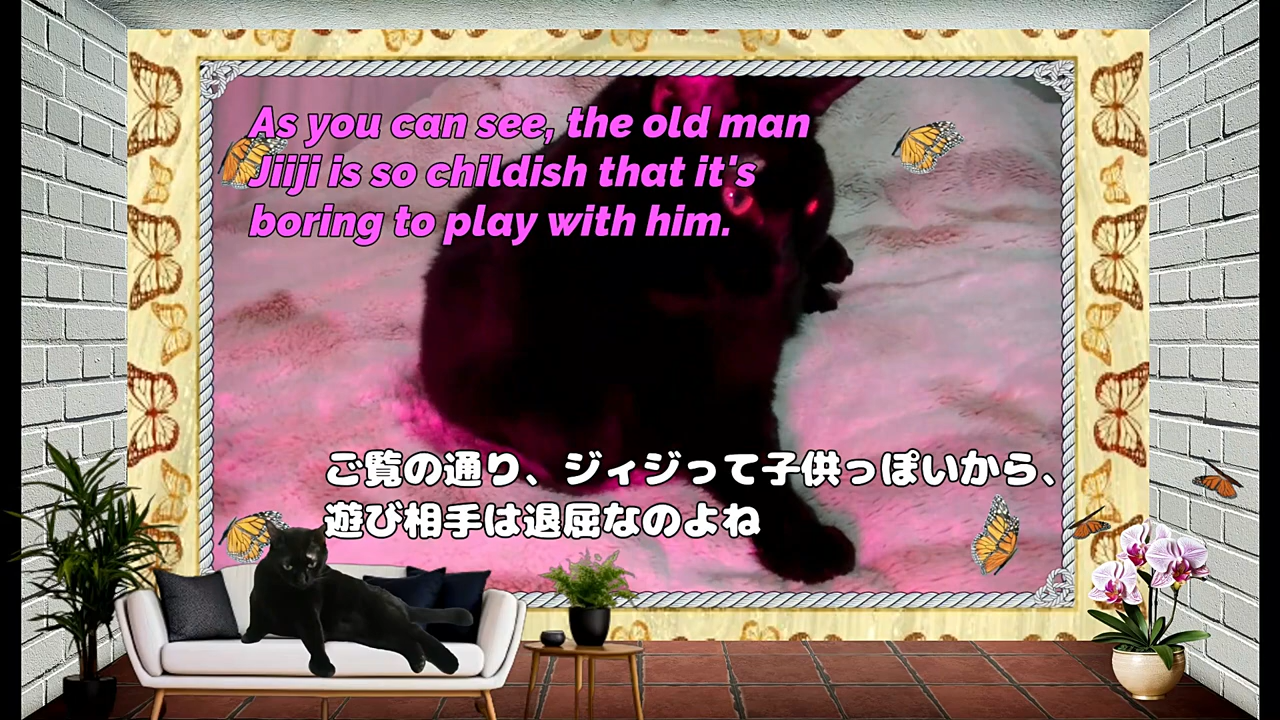 As you can see, the old man
Jiiji is so childish that it's
boring to play with him.
ご覧の通り、ジィジって子供っぽいから、
遊び相手は退屈なのよね